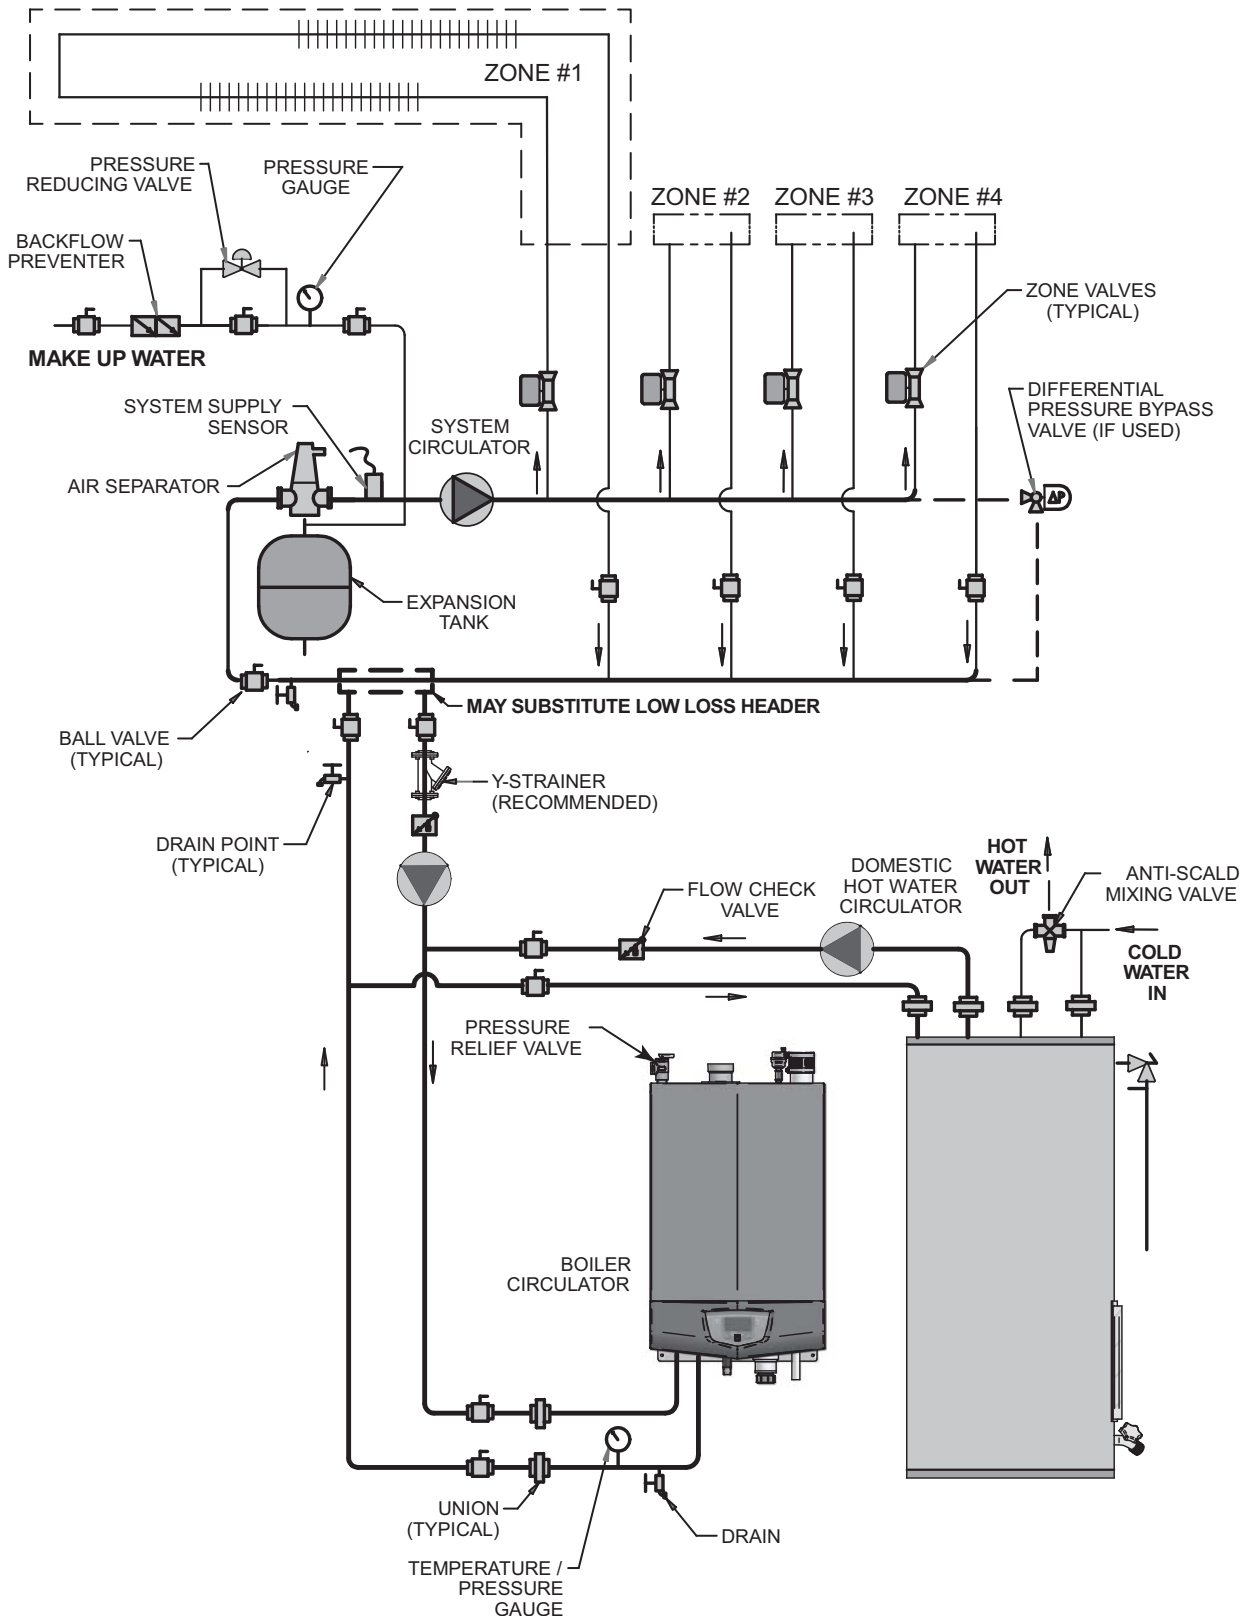 ZONE #1
PRESSURE
REDUCING VALVE
PRESSURE
GAUGE
ZONE #2
ZONE #3
ZONE #4
BACKFLOW
PREVENTER
ZONE VALVES
(TYPICAL)
MAKE UP WATER
SYSTEM SUPPLY
SENSOR
SYSTEM
CIRCULATOR
DIFFERENTIAL
PRESSURE BYPASS
VALVE (IF USED)
AIR SEPARATOR
ΔP
EXPANSION
TANK
MAY SUBSTITUTE LOW LOSS HEADER
BALL VALVE
(TYPICAL)
Y-STRAINER
(RECOMMENDED)
DRAIN POINT
(TYPICAL)
HOT
WATER
OUT
ANTI-SCALD
MIXING VALVE
DOMESTIC
HOT WATER
CIRCULATOR
FLOW CHECK
VALVE
COLD
WATER
IN
PRESSURE
RELIEF VALVE
BOILER
CIRCULATOR
UNION
(TYPICAL)
DRAIN
TEMPERATURE /
PRESSURE
GAUGE